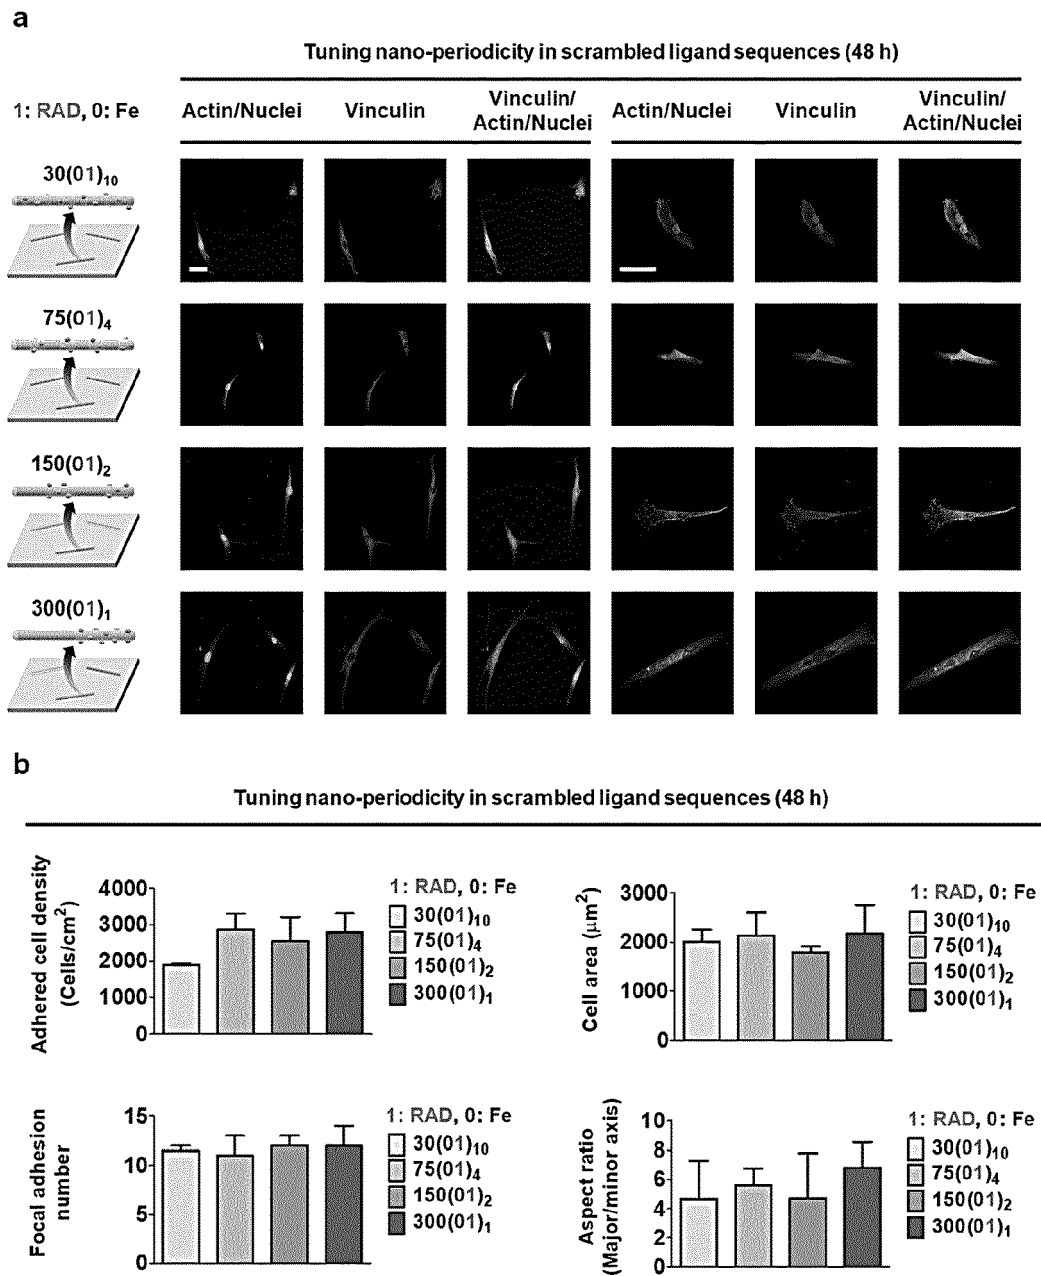 a
Tuning nano-periodicity in scrambled ligand sequences (48 h)
1: RAD, 0: Fe
Actin/Nuclei
Vinculin
Vinculin/
Actin/Nuclei
Actin/Nuclei
Vinculin
Vinculin/
Actin/Nuclei
30(01)₁₀
75(01)₄
150(01)₂
300(01)₁
b
Tuning nano-periodicity in scrambled ligand sequences (48 h)
Adhered cell density
(Cells/cm²)
4000
3000
2000
1000
0
1: RAD, 0: Fe
30(01)₁₀
75(01)₄
150(01)₂
300(01)₁
Cell area (μm²)
3000
2000
1000
0
1: RAD, 0: Fe
30(01)₁₀
75(01)₄
150(01)₂
300(01)₁
Focal adhesion
number
15
10
5
0
1: RAD, 0: Fe
30(01)₁₀
75(01)₄
150(01)₂
300(01)₁
Aspect ratio
(Major/minor axis)
10
8
6
4
2
0
1: RAD, 0: Fe
30(01)₁₀
75(01)₄
150(01)₂
300(01)₁